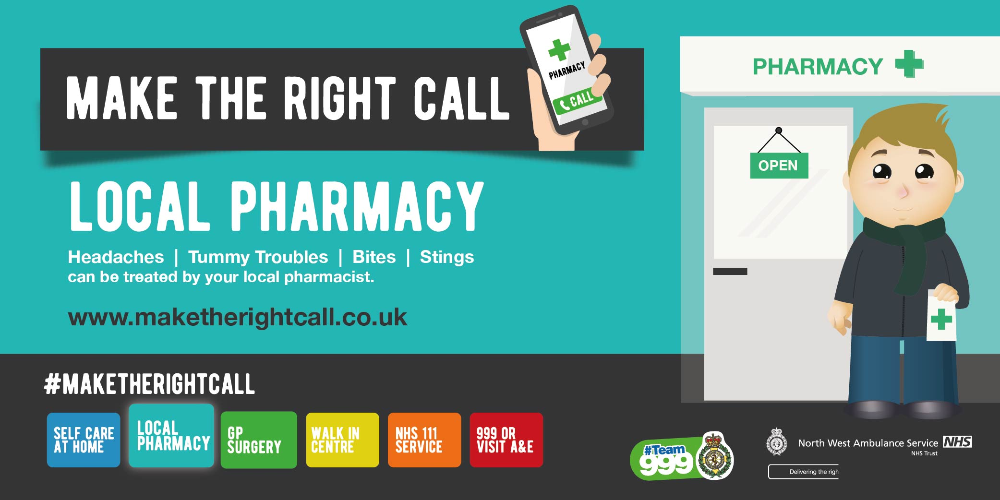 MAKE THE RIGHT CALL
PHARMACY
CALL
PHARMACY
OPEN
LOCAL PHARMACY
Headaches | Tummy Troubles | Bites | Stings
can be treated by your local pharmacist.
www.maketherightcall.co.uk
#MAKETHERIGHTCALL
SELF CARE
AT HOME
LOCAL
PHARMACY
GP
SURGERY
WALK IN
CENTRE
NHS 111
SERVICE
999 OR
VISIT A&E
#Team
999
North West Ambulance Service NHS
NHS Trust
Delivering the righ